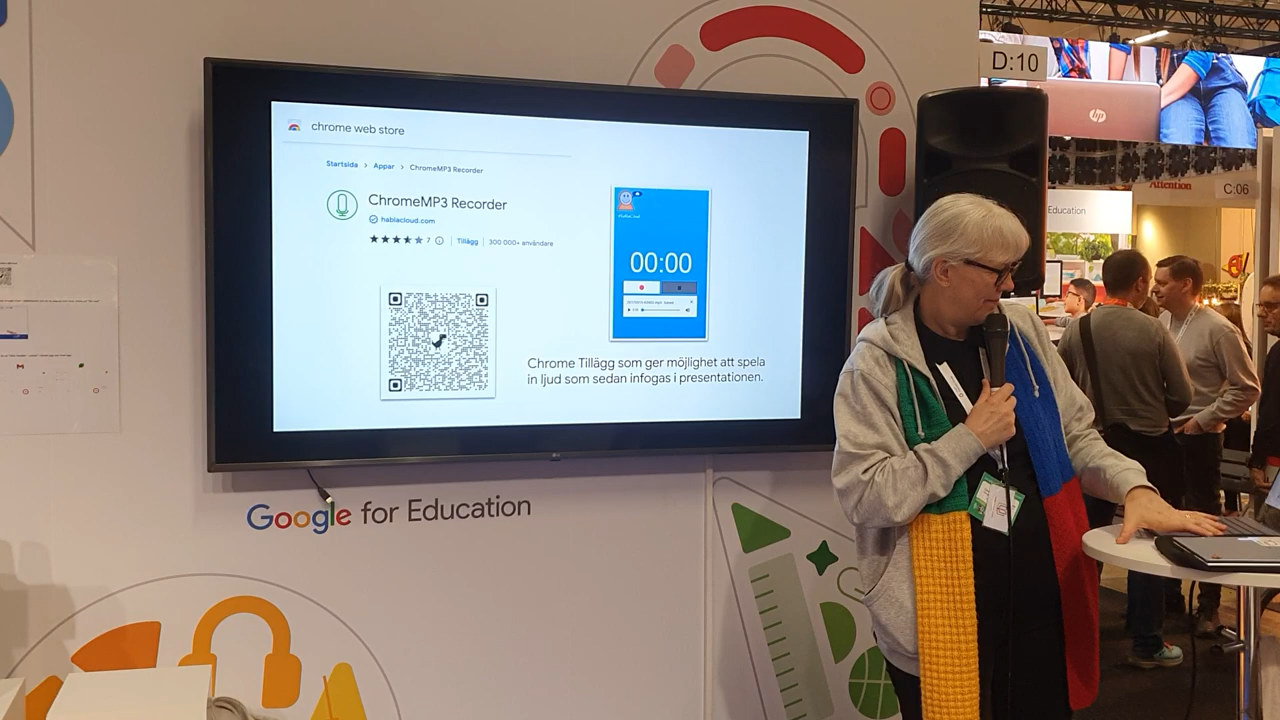 D:10
hp
Attention
C:06
Education
chrome web store
Startsida > Appar > ChromeMP3 Recorder
ChromeMP3 Recorder
hablacloud.com
7 | Tillägg | 300 000+ användare
00:00
Chrome Tillägg som ger möjlighet att spela
in ljud som sedan infogas i presentationen.
LG
Google for Education